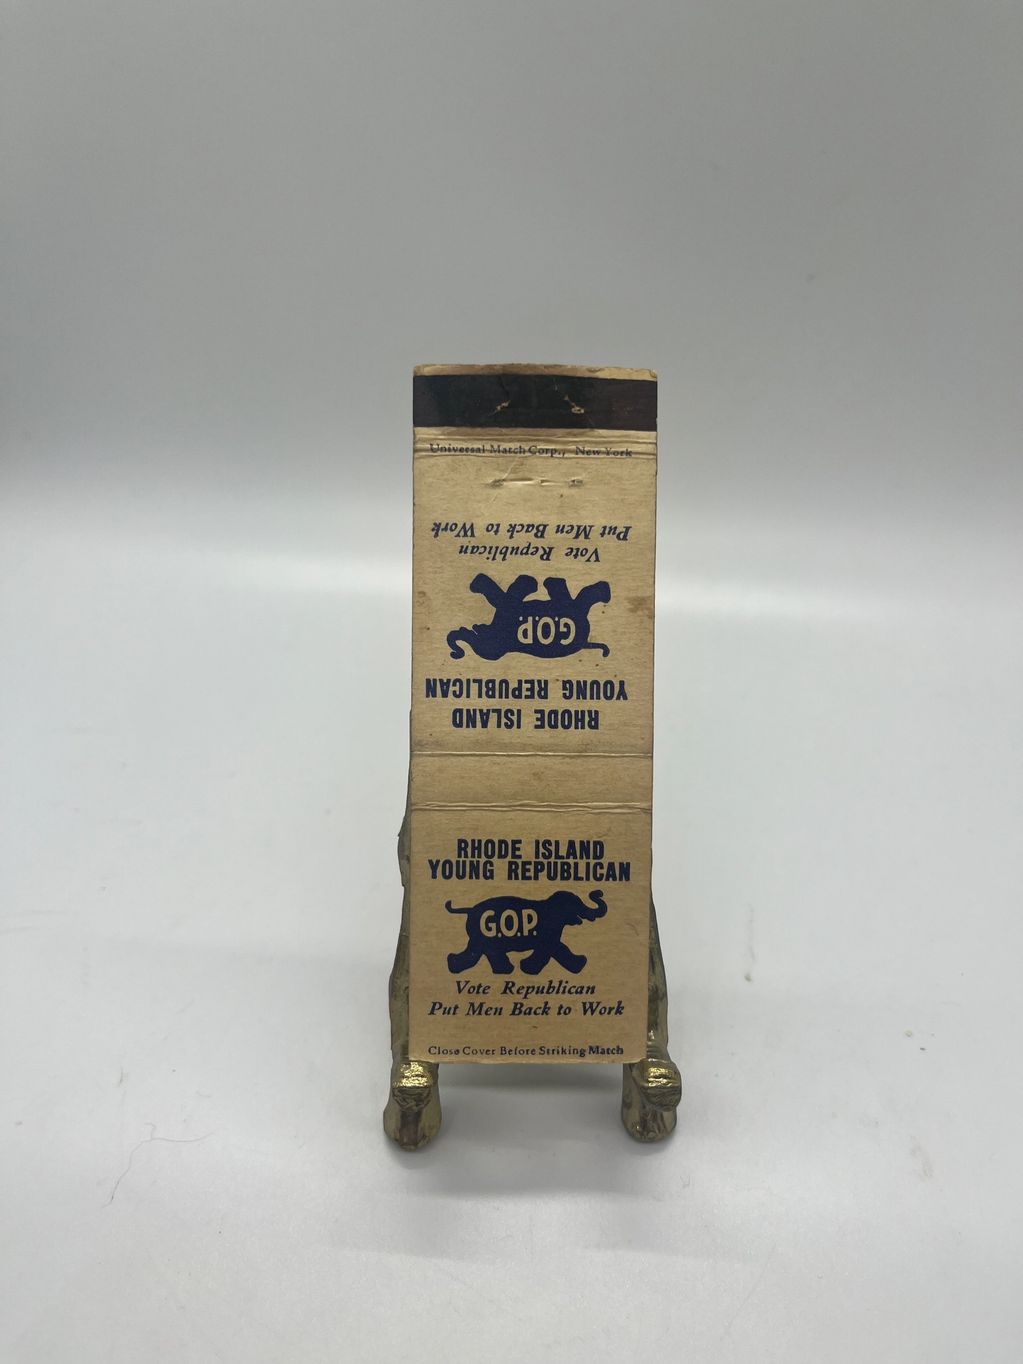 Universal Match Corp., New York
Put Men Back to Work
Vote Republican
G.O.P.
YOUNG REPUBLICAN
RHODE ISLAND
RHODE ISLAND
YOUNG REPUBLICAN
G.O.P.
Vote Republican
Put Men Back to Work
Close Cover Before Striking Match